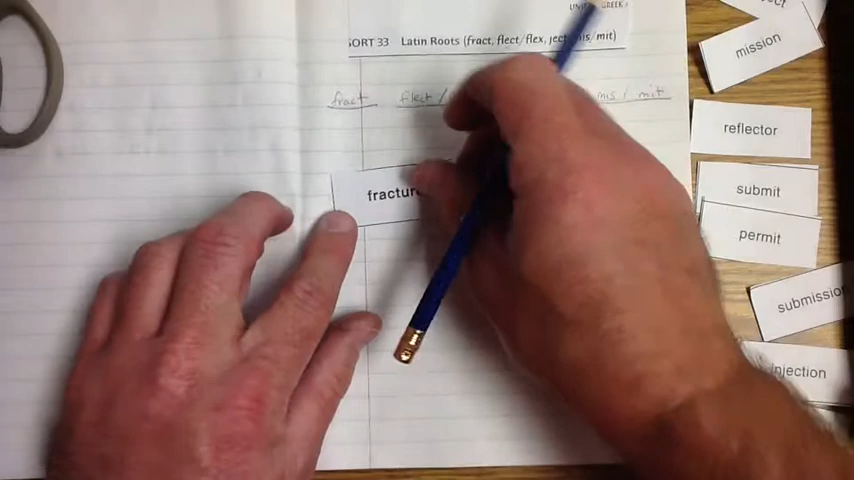 GREEK
SORT 33 Latin Roots (fract, flect/flex, ject, mis/mit)
fract flect / mis / mit
fracture
mission
reflector
submit
permit
submission
injection